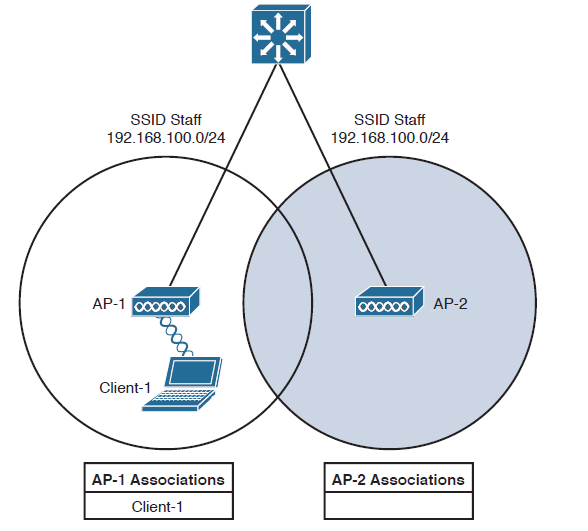 SSID Staff
192.168.100.0/24
SSID Staff
192.168.100.0/24
AP-1
AP-2
Client-1
AP-1 Associations
Client-1
AP-2 Associations